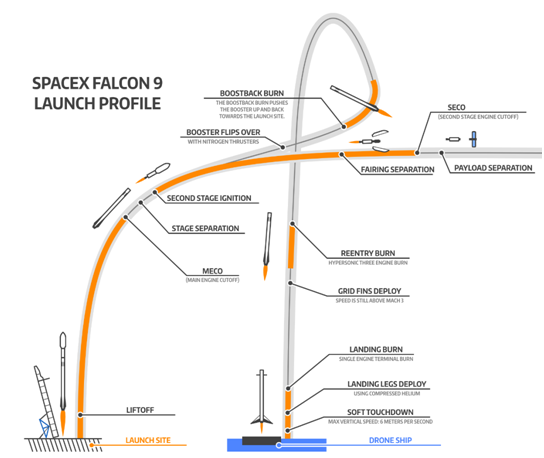 SPACEX FALCON 9
LAUNCH PROFILE
BOOSTBACK BURN
THE BOOSTBACK BURN PUSHES
THE BOOSTER UP AND BACK
TOWARDS THE LAUNCH SITE.
SECO
(SECOND STAGE ENGINE CUTOFF)
BOOSTER FLIPS OVER
WITH NITROGEN THRUSTERS
FAIRING SEPARATION
PAYLOAD SEPARATION
SECOND STAGE IGNITION
STAGE SEPARATION
MECO
(MAIN ENGINE CUTOFF)
REENTRY BURN
HYPERSONIC THREE ENGINE BURN
GRID FINS DEPLOY
SPEED IS STILL ABOVE MACH 3
LANDING BURN
SINGLE ENGINE TERMINAL BURN
LANDING LEGS DEPLOY
USING COMPRESSED HELIUM
SOFT TOUCHDOWN
MAX VERTICAL SPEED: 6 METERS PER SECOND
LIFTOFF
LAUNCH SITE
DRONE SHIP